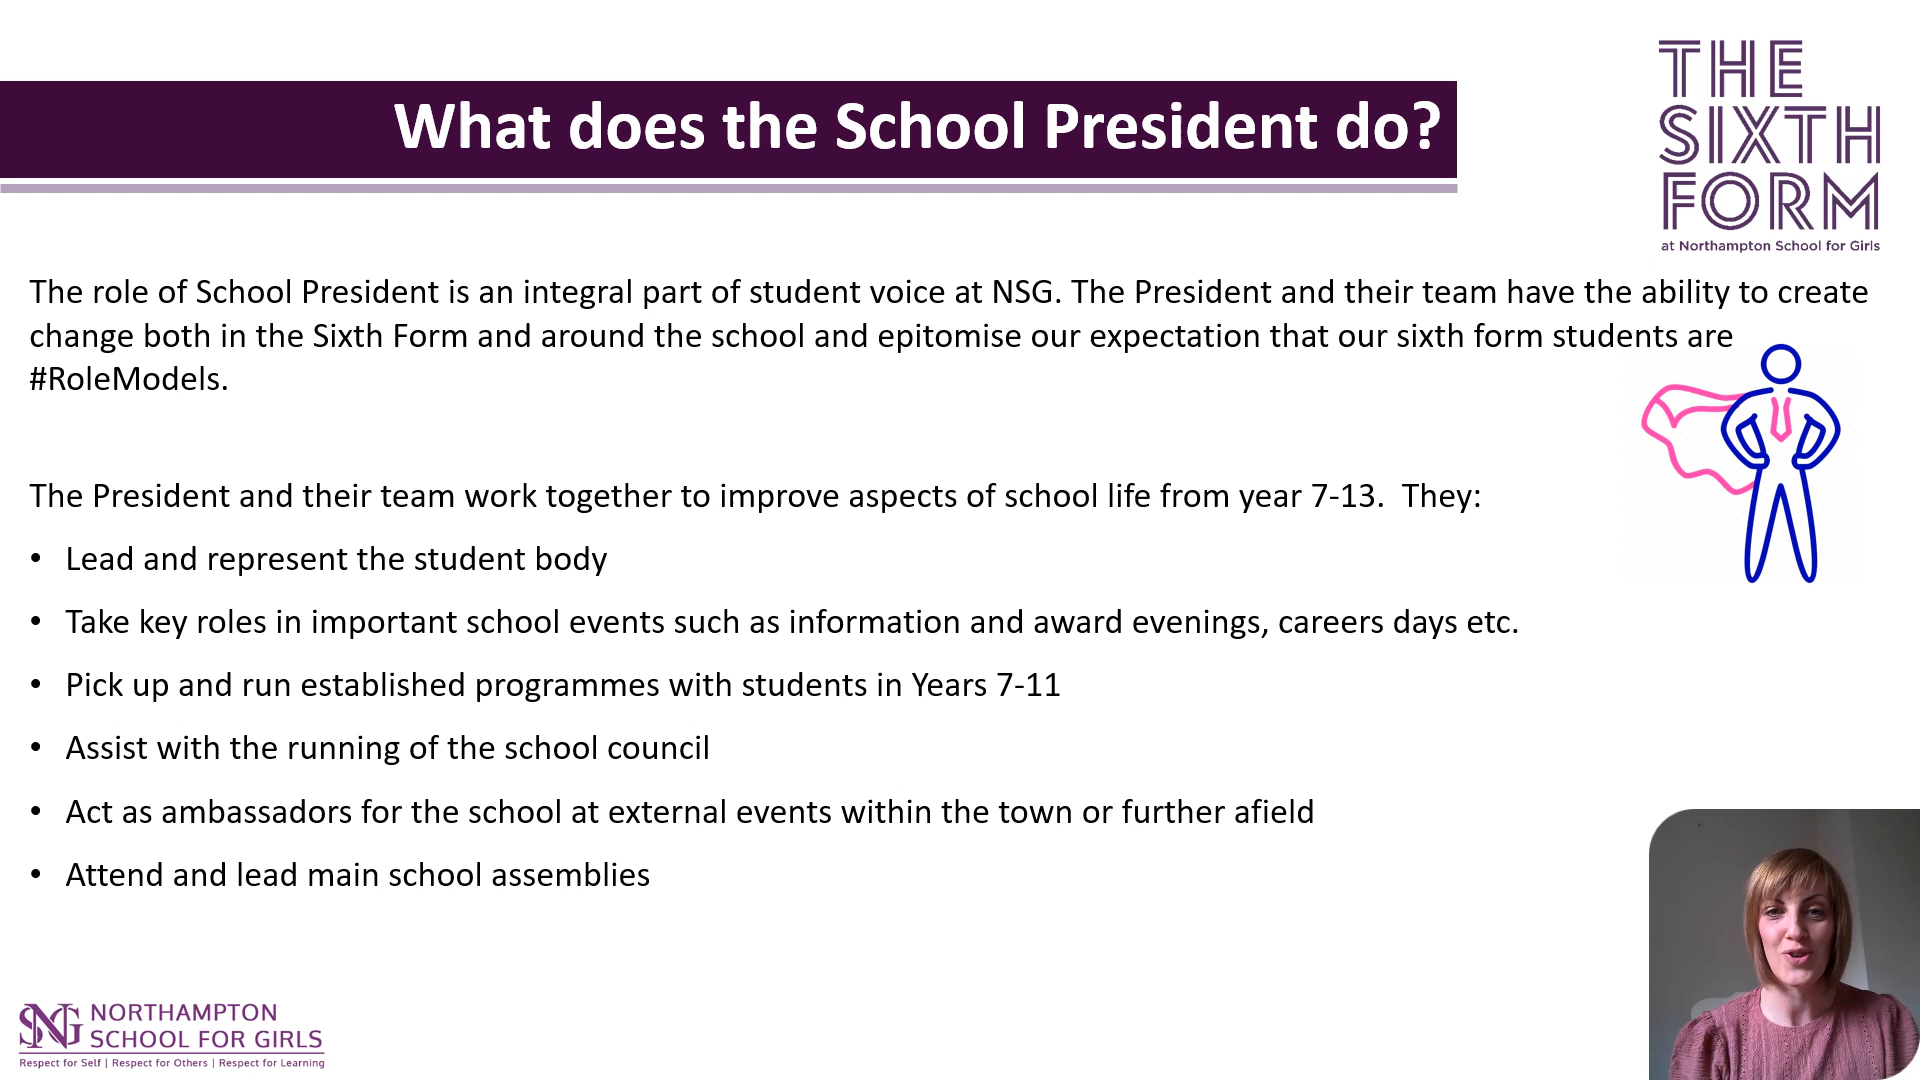 What does the School President do?
THE
SIXTH
FORM
at Northampton School for Girls
The role of School President is an integral part of student voice at NSG. The President and their team have the ability to create
change both in the Sixth Form and around the school and epitomise our expectation that our sixth form students are
#RoleModels.
The President and their team work together to improve aspects of school life from year 7-13.  They:
• Lead and represent the student body
• Take key roles in important school events such as information and award evenings, careers days etc.
• Pick up and run established programmes with students in Years 7-11
• Assist with the running of the school council
• Act as ambassadors for the school at external events within the town or further afield
• Attend and lead main school assemblies
SNG
NORTHAMPTON
SCHOOL FOR GIRLS
Respect for Self | Respect for Others | Respect for Learning